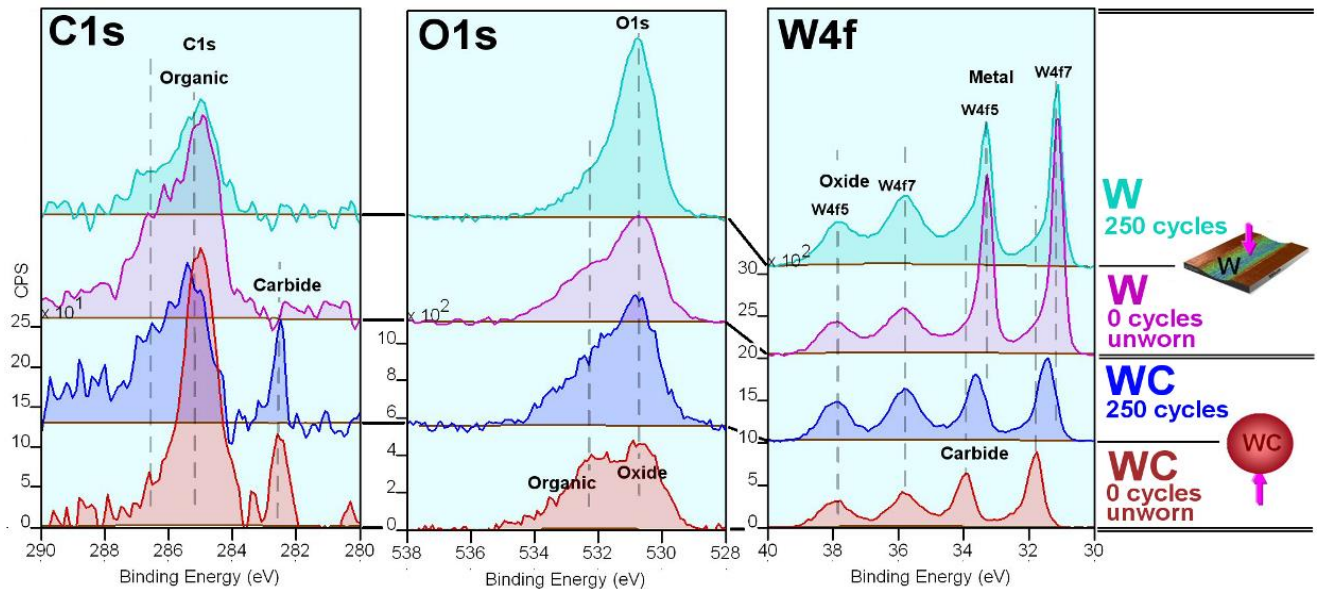 C1s
C1s
Organic
Carbide
CPS
x 10^1
25
20
15
10
5
0
290 288 286 284 282 280
Binding Energy (eV)
O1s
O1s
x 10^2
10
8
6
4
2
0
Organic
Oxide
538 536 534 532 530 528
Binding Energy (eV)
W4f
Metal
W4f7
W4f5
Oxide
W4f7
W4f5
x 10^2
30
20
15
10
5
0
Carbide
40 38 36 34 32 30
Binding Energy (eV)
W
250 cycles
W
W
0 cycles
unworn
WC
250 cycles
WC
WC
0 cycles
unworn